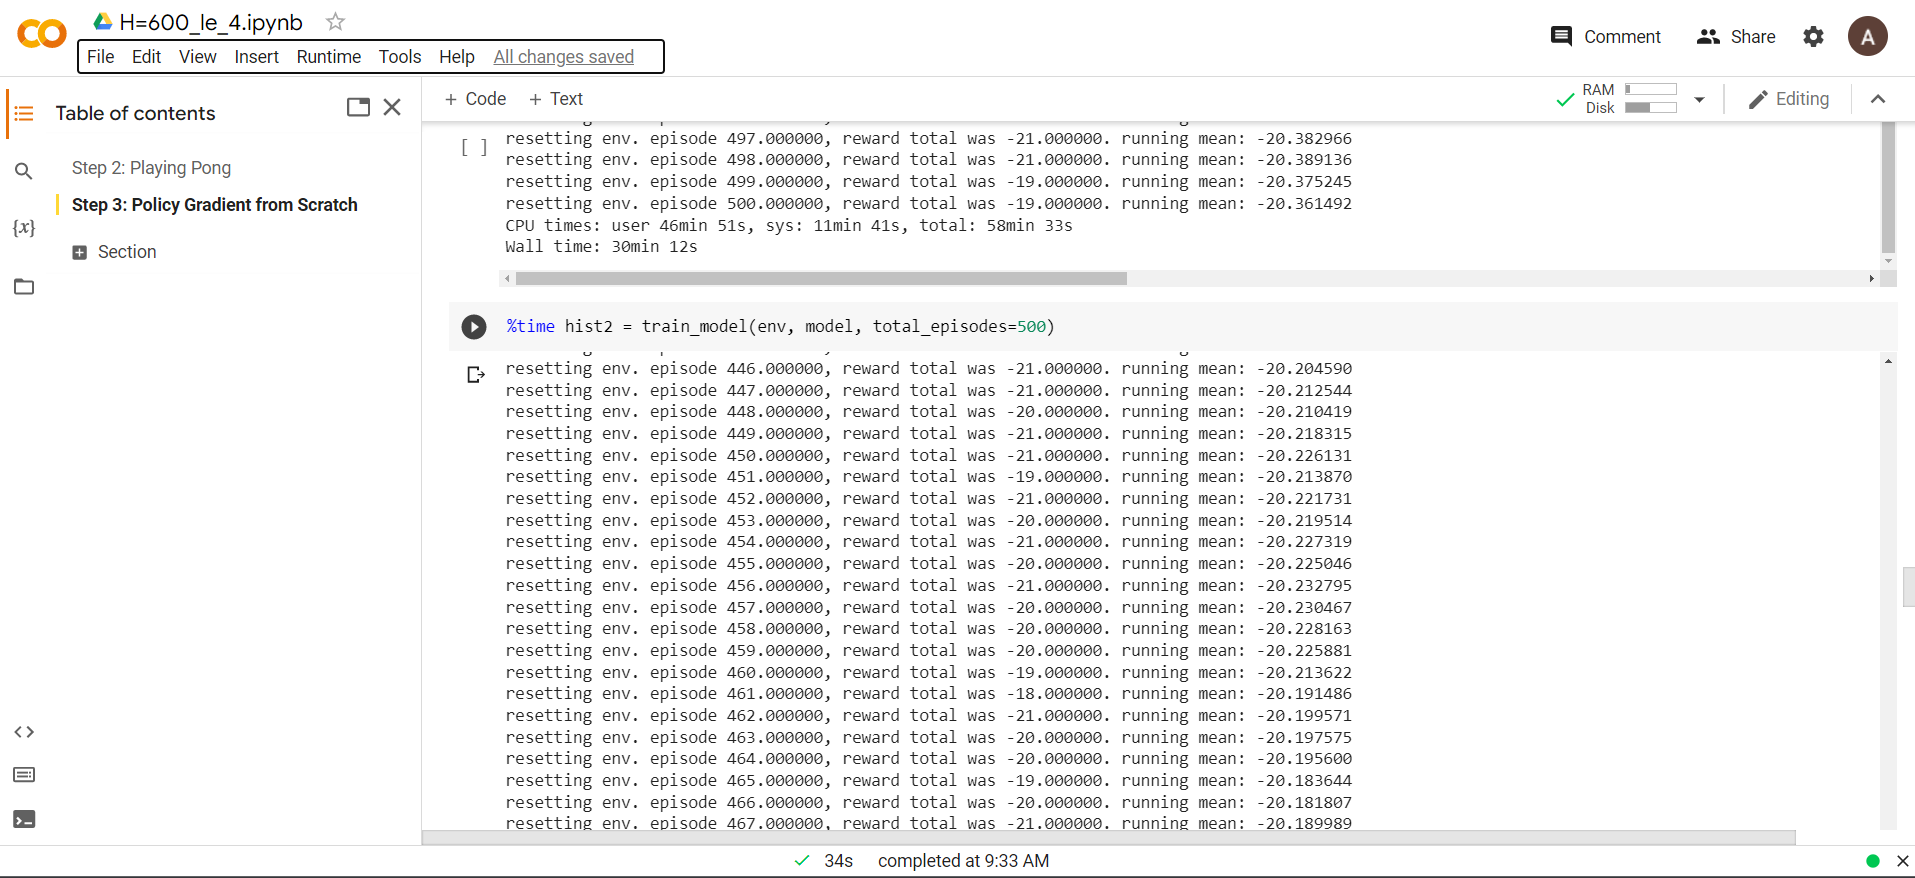 H=600_le_4.ipynb
File Edit View Insert Runtime Tools Help All changes saved
Comment Share A
Table of contents
+ Code + Text
RAM
Disk
Editing
Step 2: Playing Pong
Step 3: Policy Gradient from Scratch
Section
{x}
[ ]
resetting env. episode 497.000000, reward total was -21.000000. running mean: -20.382966
resetting env. episode 498.000000, reward total was -21.000000. running mean: -20.389136
resetting env. episode 499.000000, reward total was -19.000000. running mean: -20.375245
resetting env. episode 500.000000, reward total was -19.000000. running mean: -20.361492
CPU times: user 46min 51s, sys: 11min 41s, total: 58min 33s
Wall time: 30min 12s
%time hist2 = train_model(env, model, total_episodes=500)
resetting env. episode 446.000000, reward total was -21.000000. running mean: -20.204590
resetting env. episode 447.000000, reward total was -21.000000. running mean: -20.212544
resetting env. episode 448.000000, reward total was -20.000000. running mean: -20.210419
resetting env. episode 449.000000, reward total was -21.000000. running mean: -20.218315
resetting env. episode 450.000000, reward total was -21.000000. running mean: -20.226131
resetting env. episode 451.000000, reward total was -19.000000. running mean: -20.213870
resetting env. episode 452.000000, reward total was -21.000000. running mean: -20.221731
resetting env. episode 453.000000, reward total was -20.000000. running mean: -20.219514
resetting env. episode 454.000000, reward total was -21.000000. running mean: -20.227319
resetting env. episode 455.000000, reward total was -20.000000. running mean: -20.225046
resetting env. episode 456.000000, reward total was -21.000000. running mean: -20.232795
resetting env. episode 457.000000, reward total was -20.000000. running mean: -20.230467
resetting env. episode 458.000000, reward total was -20.000000. running mean: -20.228163
resetting env. episode 459.000000, reward total was -20.000000. running mean: -20.225881
resetting env. episode 460.000000, reward total was -19.000000. running mean: -20.213622
resetting env. episode 461.000000, reward total was -18.000000. running mean: -20.191486
resetting env. episode 462.000000, reward total was -21.000000. running mean: -20.199571
resetting env. episode 463.000000, reward total was -20.000000. running mean: -20.197575
resetting env. episode 464.000000, reward total was -20.000000. running mean: -20.195600
resetting env. episode 465.000000, reward total was -19.000000. running mean: -20.183644
resetting env. episode 466.000000, reward total was -20.000000. running mean: -20.181807
resetting env. episode 467.000000, reward total was -21.000000. running mean: -20.189989
34s completed at 9:33 AM